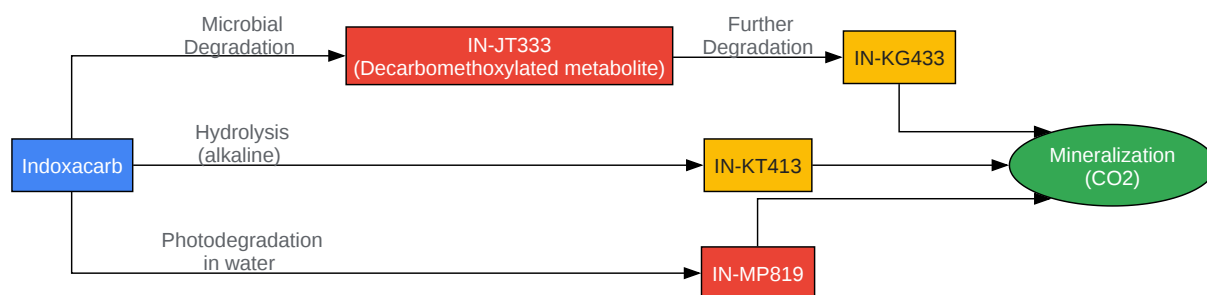 Microbial
Degradation
IN-JT333
(Decarbomethoxylated metabolite)
Further
Degradation
IN-KG433
Indoxacarb
Hydrolysis
(alkaline)
IN-KT413
Mineralization
(CO2)
Photodegradation
in water
IN-MP819